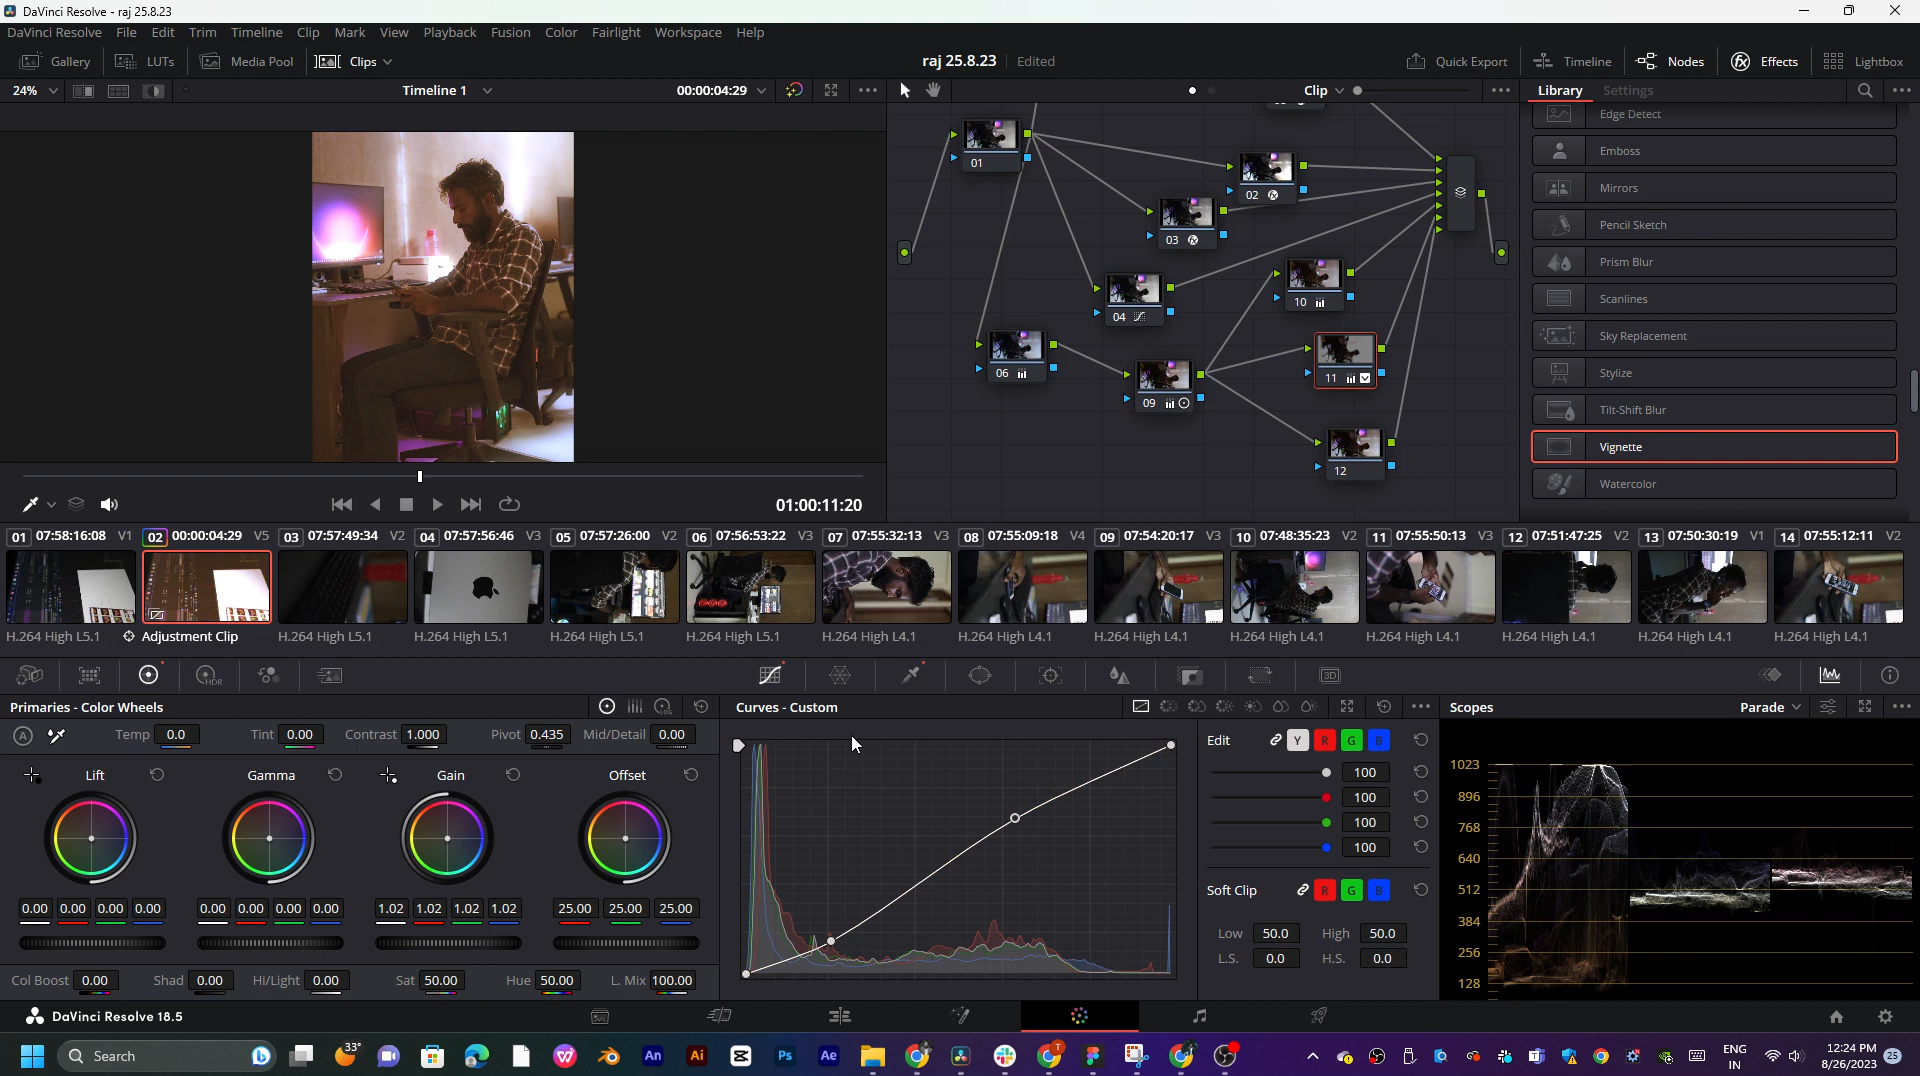 DaVinci Resolve - raj 25.8.23
DaVinci Resolve File Edit Trim Timeline Clip Mark View Playback Fusion Color Fairlight Workspace Help
Gallery LUTs Media Pool Clips raj 25.8.23 Edited Quick Export Timeline Nodes Effects Lightbox
24% Timeline 1 00:00:04:29 Clip Library Settings
Edge Detect
Emboss
Mirrors
Pencil Sketch
Prism Blur
Scanlines
Sky Replacement
Stylize
Tilt-Shift Blur
Vignette
Watercolor
01
02
03
10
04
06
11
09
12
01:00:11:20
01 07:58:16:08 V1 02 00:00:04:29 V5 03 07:57:49:34 V2 04 07:57:56:46 V3 05 07:57:26:00 V2 06 07:56:53:22 V3 07 07:55:32:13 V3 08 07:55:09:18 V4 09 07:54:20:17 V3 10 07:48:35:23 V2 11 07:55:50:13 V3 12 07:51:47:25 V2 13 07:50:30:19 V1 14 07:55:12:11 V2
H.264 High L5.1 Adjustment Clip H.264 High L5.1 H.264 High L5.1 H.264 High L5.1 H.264 High L5.1 H.264 High L4.1 H.264 High L4.1 H.264 High L4.1 H.264 High L4.1 H.264 High L4.1 H.264 High L4.1 H.264 High L4.1 H.264 High L4.1
HDR 3D
Primaries - Color Wheels LOG Curves - Custom Scopes Parade
A Temp 0.0 Tint 0.00 Contrast 1.000 Pivot 0.435 Mid/Detail 0.00 Edit Y R G B
Lift Gamma Gain Offset
100
100
100
100
Soft Clip R G B
0.00 0.00 0.00 0.00 0.00 0.00 0.00 0.00 1.02 1.02 1.02 1.02 25.00 25.00 25.00
Low 50.0 High 50.0
L.S. 0.0 H.S. 0.0
Col Boost 0.00 Shad 0.00 Hi/Light 0.00 Sat 50.00 Hue 50.00 L. Mix 100.00
1023
896
768
640
512
384
256
128
DaVinci Resolve 18.5
Search 33° An Ai Ps Ae T ENG IN 12:24 PM 8/26/2023 25